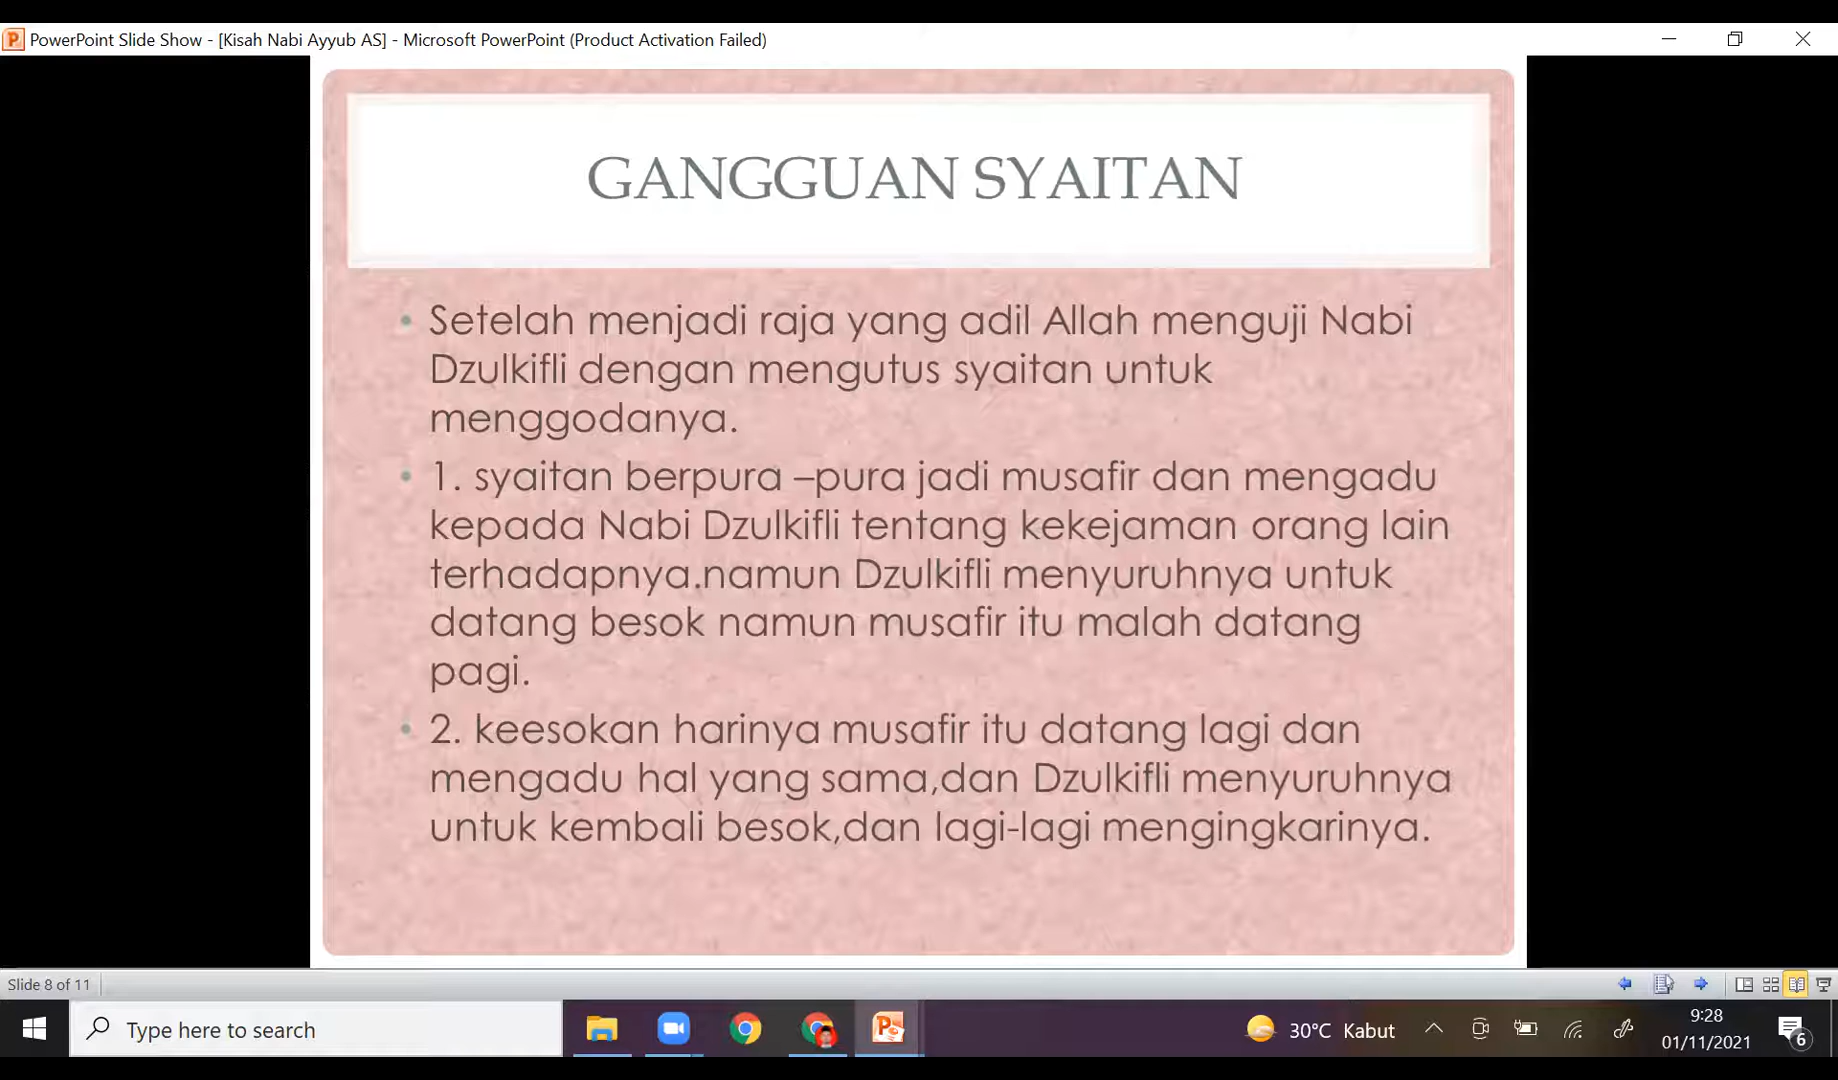 PowerPoint Slide Show - [Kisah Nabi Ayyub AS] - Microsoft PowerPoint (Product Activation Failed)
GANGGUAN SYAITAN
• Setelah menjadi raja yang adil Allah menguji Nabi
Dzulkifli dengan mengutus syaitan untuk
menggodanya.
• 1. syaitan berpura –pura jadi musafir dan mengadu
kepada Nabi Dzulkifli tentang kekejaman orang lain
terhadapnya.namun Dzulkifli menyuruhnya untuk
datang besok namun musafir itu malah datang
pagi.
• 2. keesokan harinya musafir itu datang lagi dan
mengadu hal yang sama,dan Dzulkifli menyuruhnya
untuk kembali besok,dan lagi-lagi mengingkarinya.
Slide 8 of 11
Type here to search
30°C Kabut
9:28
01/11/2021
6